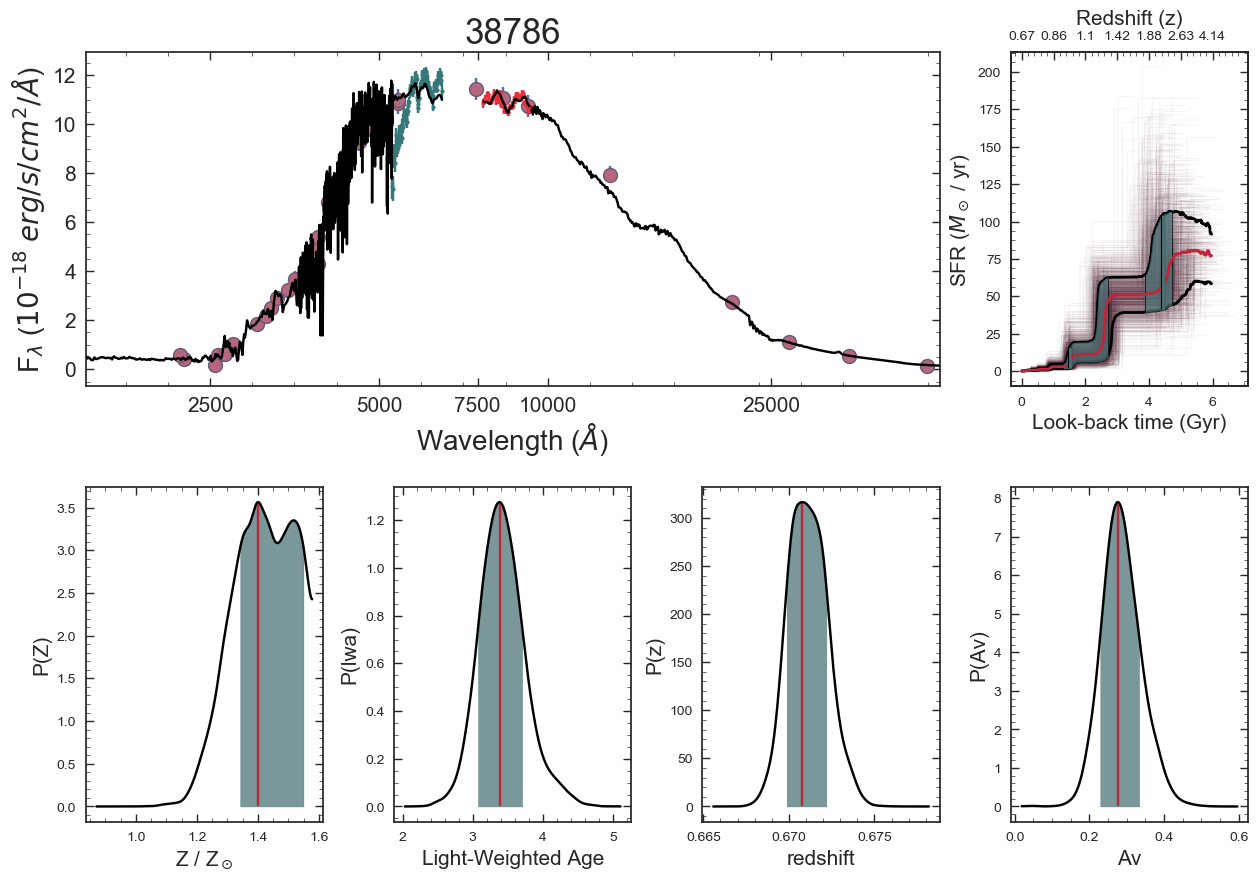 38786
F_λ (10^−18 erg/s/cm^2/Å)
12
10
8
6
4
2
0
2500 5000 7500 10000 25000
Wavelength (Å)
Redshift (z)
0.67 0.86 1.1 1.42 1.88 2.63 4.14
SFR (M_⊙ / yr)
200
175
150
125
100
75
50
25
0
0 2 4 6
Look-back time (Gyr)
P(Z)
3.5
3.0
2.5
2.0
1.5
1.0
0.5
0.0
1.0 1.2 1.4 1.6
Z / Z_⊙
P(lwa)
1.2
1.0
0.8
0.6
0.4
0.2
0.0
2 3 4 5
Light-Weighted Age
P(z)
300
250
200
150
100
50
0
0.665 0.670 0.675
redshift
P(Av)
8
7
6
5
4
3
2
1
0
0.0 0.2 0.4 0.6
Av